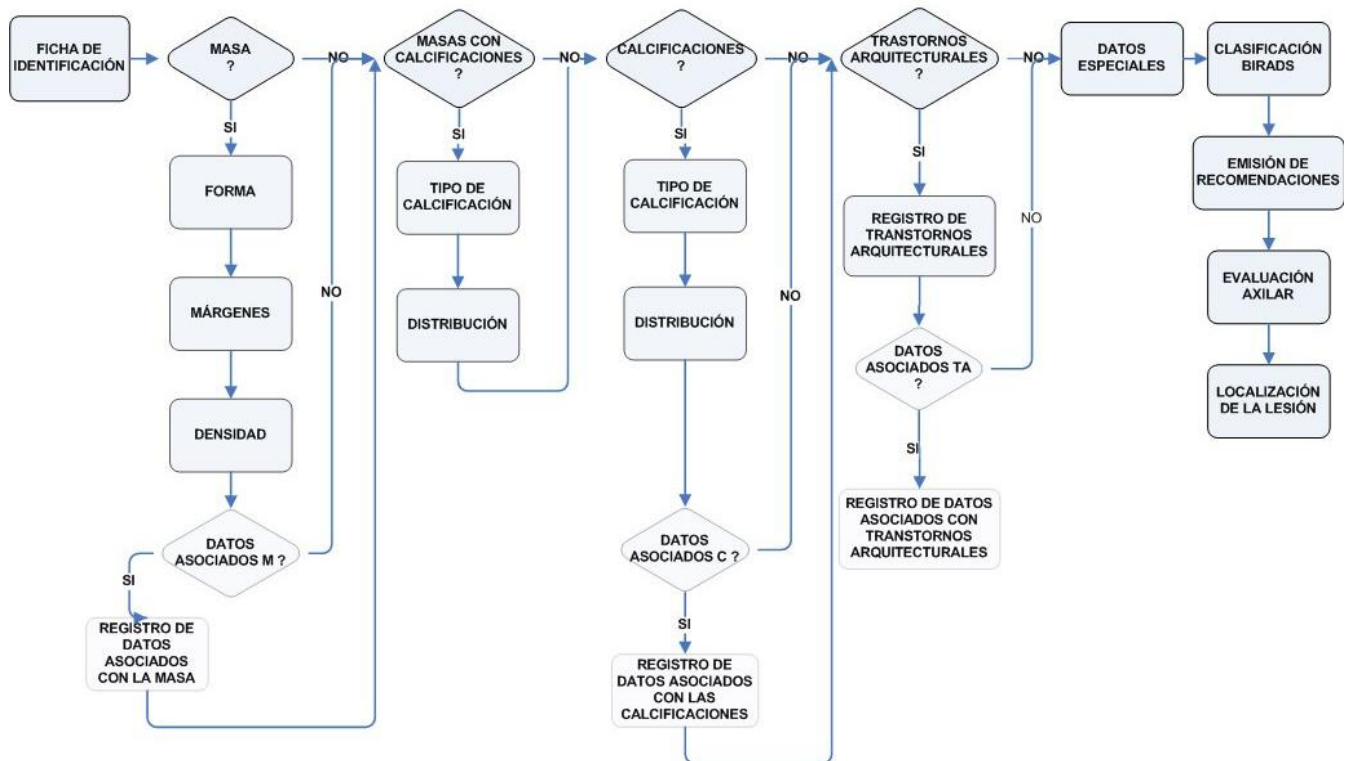 FICHA DE
IDENTIFICACIÓN
MASA
?
NO
MASAS CON
CALCIFICACIONES
?
NO
CALCIFICACIONES
?
NO
TRASTORNOS
ARQUITECTURALES
?
NO
DATOS
ESPECIALES
CLASIFICACIÓN
BIRADS
SI
FORMA
MÁRGENES
DENSIDAD
DATOS
ASOCIADOS M ?
NO
SI
REGISTRO DE
DATOS
ASOCIADOS
CON LA MASA
SI
TIPO DE
CALCIFICACIÓN
DISTRIBUCIÓN
SI
TIPO DE
CALCIFICACIÓN
DISTRIBUCIÓN
DATOS
ASOCIADOS C ?
NO
SI
REGISTRO DE
DATOS ASOCIADOS
CON LAS
CALCIFICACIONES
SI
REGISTRO DE
TRANSTORNOS
ARQUITECTURALES
DATOS
ASOCIADOS TA
?
NO
SI
REGISTRO DE DATOS
ASOCIADOS CON
TRANSTORNOS
ARQUITECTURALES
EMISIÓN DE
RECOMENDACIONES
EVALUACIÓN
AXILAR
LOCALIZACIÓN
DE LA LESIÓN